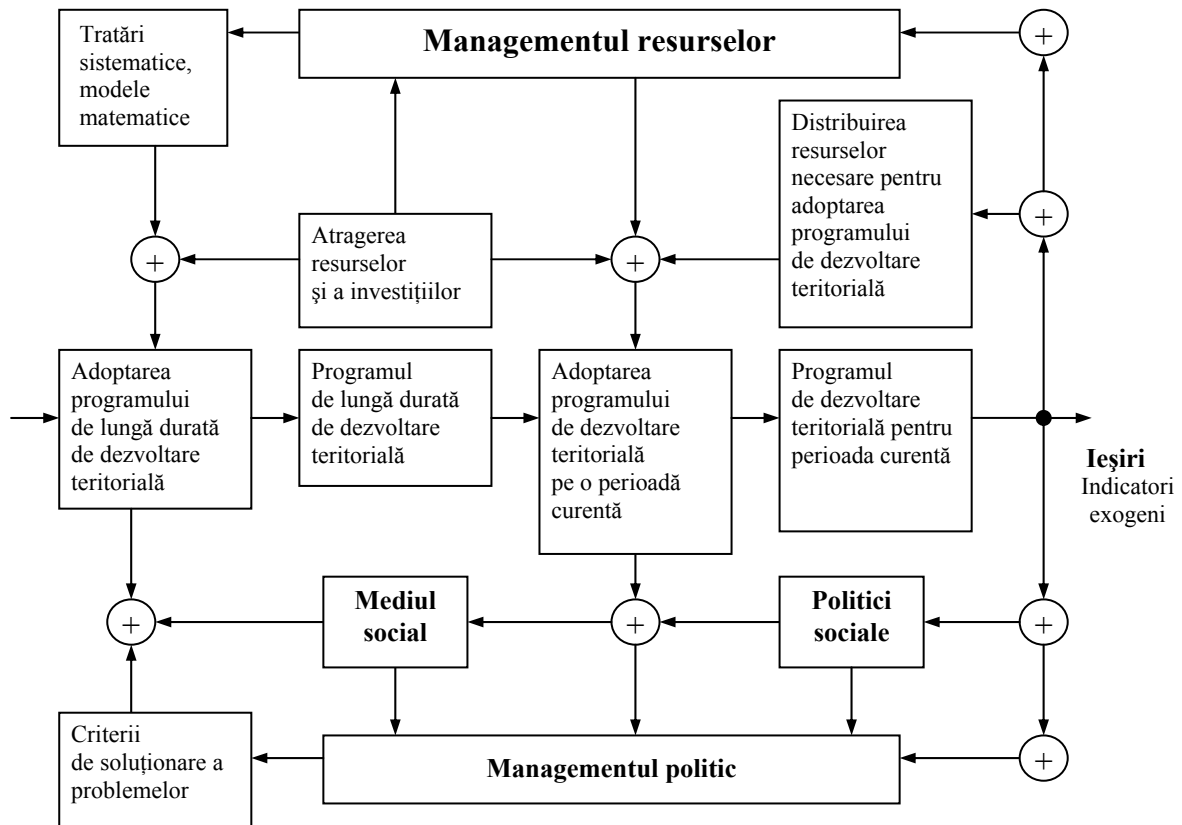 Tratări
sistematice,
modele
matematice
Managementul resurselor
+
Distribuirea
resurselor
necesare pentru
adoptarea
programului
de dezvoltare
teritorială
+
+
Atragerea
resurselor
şi a investițiilor
+
Adoptarea
programului
de lungă durată
de dezvoltare
teritorială
Programul
de lungă durată
de dezvoltare
teritorială
Adoptarea
programului
de dezvoltare
teritorială
pe o perioadă
curentă
Programul
de dezvoltare
teritorială pentru
perioada curentă
Ieşiri
Indicatori
exogeni
+
Mediul
social
+
Politici
sociale
+
Criterii
de soluționare a
problemelor
Managementul politic
+